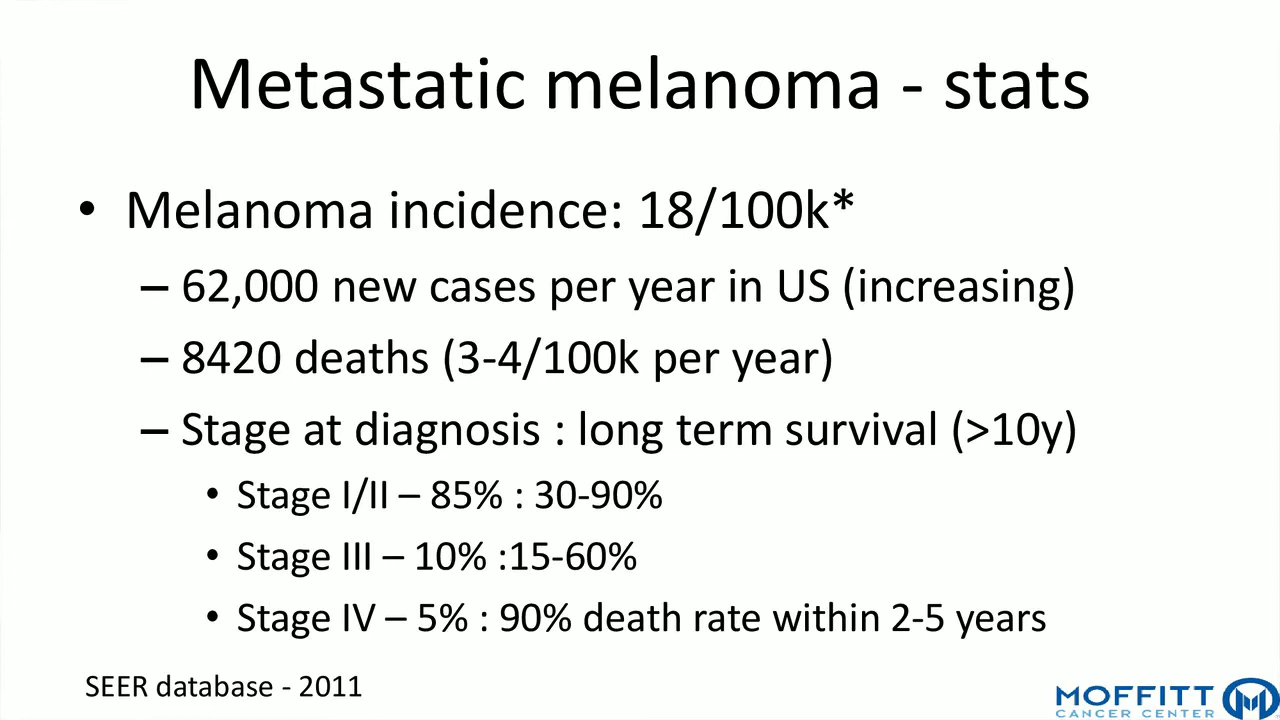 Metastatic melanoma - stats
• Melanoma incidence: 18/100k*
– 62,000 new cases per year in US (increasing)
– 8420 deaths (3-4/100k per year)
– Stage at diagnosis : long term survival (>10y)
• Stage I/II – 85% : 30-90%
• Stage III – 10% :15-60%
• Stage IV – 5% : 90% death rate within 2-5 years
SEER database - 2011
MOFFITT
CANCER CENTER